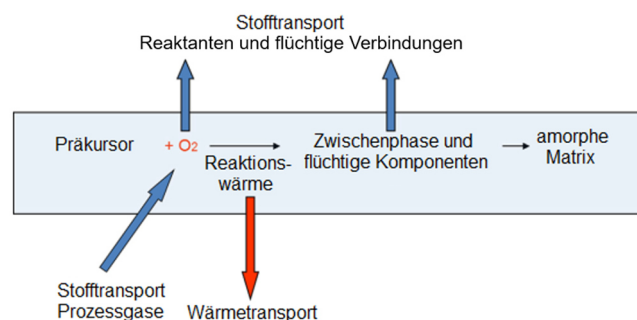 Stofftransport
Reaktanten und flüchtige Verbindungen
Präkursor + O2
Reaktions-
wärme
Zwischenphase und
flüchtige Komponenten
amorphe
Matrix
Stofftransport
Prozessgase
Wärmetransport